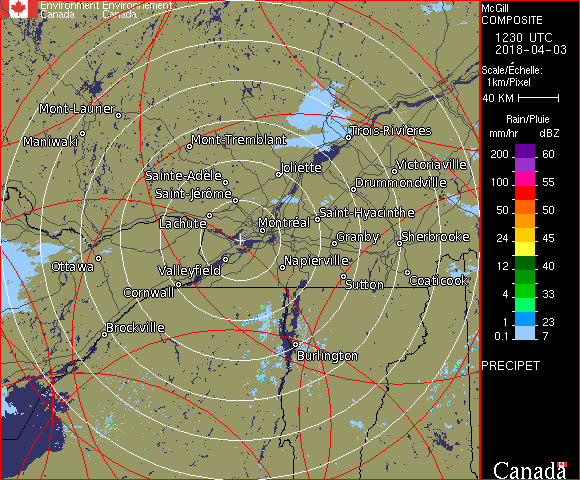 Environment Environnement
Canada Canada
McGill
COMPOSITE
1230 UTC
2018-04-03
Scale/Échelle:
1km/Pixel
40 KM
Rain/Pluie
mm/hr dBZ
200 60
100 55
50 50
24 45
12 40
4 33
1 23
0.1 7
PRECIPET
Canada
Mont-Laurier
Maniwaki
Mont-Tremblant
Trois-Rivières
Sainte-Adèle
Joliette
Victoriaville
Saint-Jérôme
Drummondville
Lachute
Montréal
Saint-Hyacinthe
Granby
Sherbrooke
Ottawa
Valleyfield
Napierville
Cornwall
Sutton
Coaticook
Brockville
Burlington